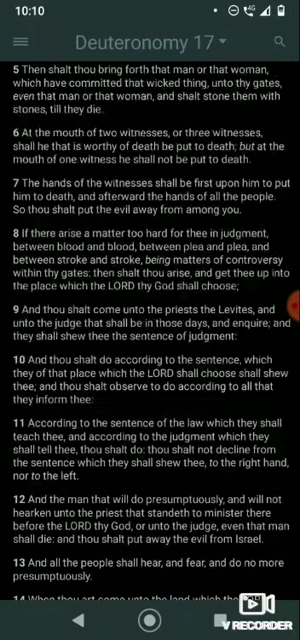 10:10
4G
Deuteronomy 17
5 Then shalt thou bring forth that man or that woman,
which have committed that wicked thing, unto thy gates,
even that man or that woman, and shalt stone them with
stones, till they die.
6 At the mouth of two witnesses, or three witnesses,
shall he that is worthy of death be put to death; but at the
mouth of one witness he shall not be put to death.
7 The hands of the witnesses shall be first upon him to put
him to death, and afterward the hands of all the people.
So thou shalt put the evil away from among you.
8 If there arise a matter too hard for thee in judgment,
between blood and blood, between plea and plea, and
between stroke and stroke, being matters of controversy
within thy gates: then shalt thou arise, and get thee up into
the place which the LORD thy God shall choose;
9 And thou shalt come unto the priests the Levites, and
unto the judge that shall be in those days, and enquire; and
they shall shew thee the sentence of judgment:
10 And thou shalt do according to the sentence, which
they of that place which the LORD shall choose shall shew
thee; and thou shalt observe to do according to all that
they inform thee:
11 According to the sentence of the law which they shall
teach thee, and according to the judgment which they
shall tell thee, thou shalt do: thou shalt not decline from
the sentence which they shall shew thee, to the right hand,
nor to the left.
12 And the man that will do presumptuously, and will not
hearken unto the priest that standeth to minister there
before the LORD thy God, or unto the judge, even that man
shall die: and thou shalt put away the evil from Israel.
13 And all the people shall hear, and fear, and do no more
presumptuously.
14 When thou art come unto the land which the
V RECORDER